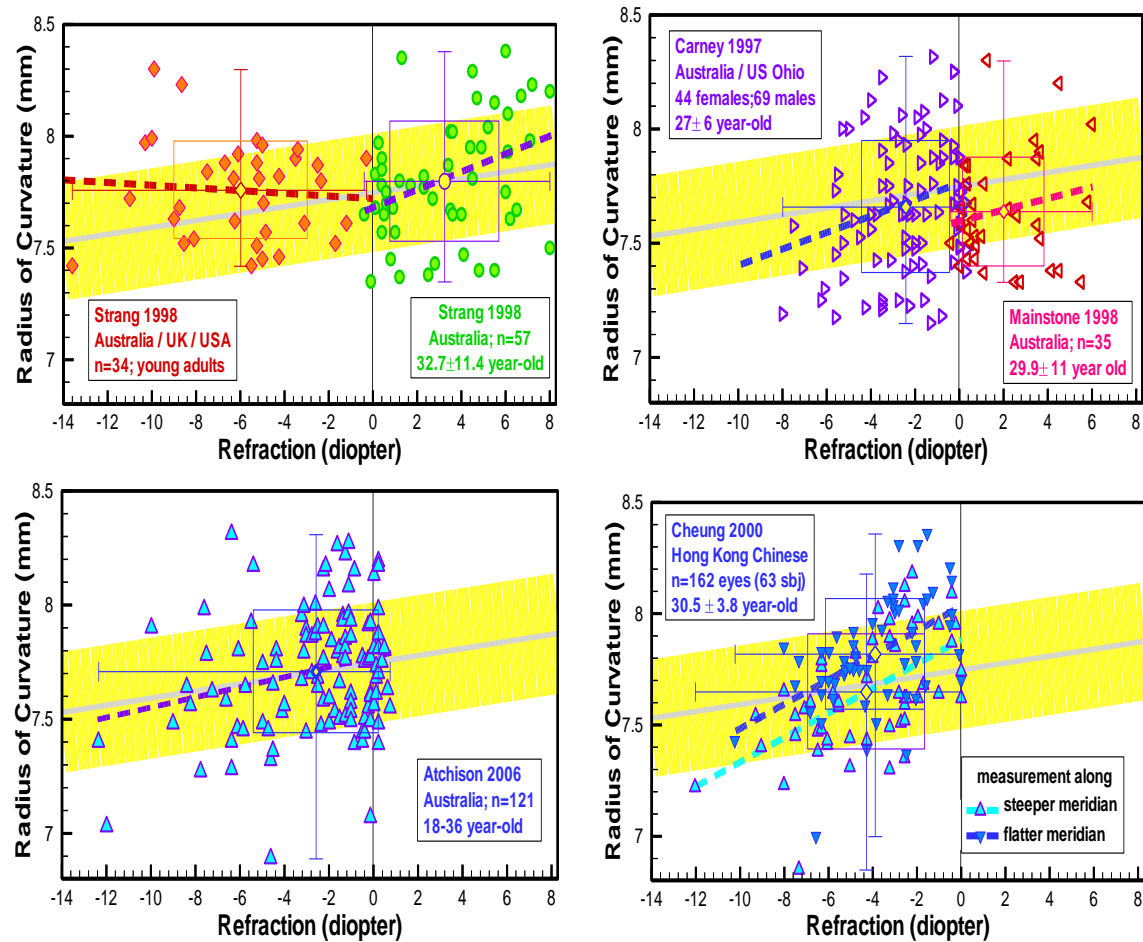 8.5
8
7.5
7
Radius of Curvature (mm)
Strang 1998
Australia / UK / USA
n=34; young adults
Strang 1998
Australia; n=57
32.7±11.4 year-old
-14 -12 -10 -8 -6 -4 -2 0 2 4 6 8
Refraction (diopter)
8.5
8
7.5
7
Radius of Curvature (mm)
Carney 1997
Australia / US Ohio
44 females;69 males
27± 6 year-old
Mainstone 1998
Australia; n=35
29.9± 11 year old
-14 -12 -10 -8 -6 -4 -2 0 2 4 6 8
Refraction (diopter)
8.5
8
7.5
7
Radius of Curvature (mm)
Atchison 2006
Australia; n=121
18-36 year-old
-14 -12 -10 -8 -6 -4 -2 0 2 4 6 8
Refraction (diopter)
8.5
8
7.5
7
Radius of Curvature (mm)
Cheung 2000
Hong Kong Chinese
n=162 eyes (63 sbj)
30.5 ± 3.8 year-old
measurement along
steeper meridian
flatter meridian
-14 -12 -10 -8 -6 -4 -2 0 2 4 6 8
Refraction (diopter)